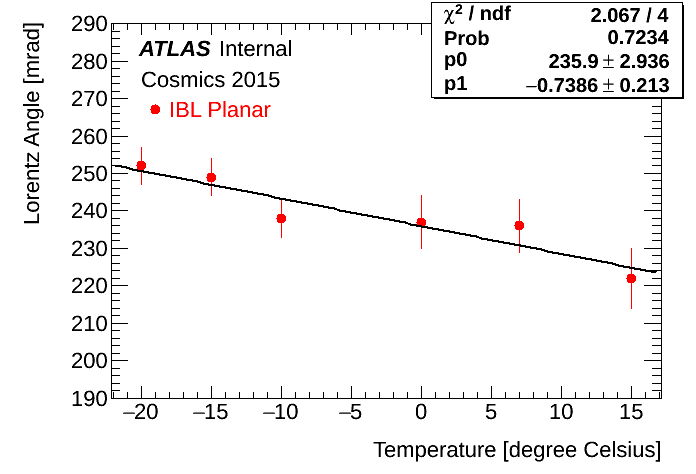 χ² / ndf 2.067 / 4
Prob 0.7234
p0 235.9 ± 2.936
p1 −0.7386 ± 0.213
ATLAS Internal
Cosmics 2015
IBL Planar
Lorentz Angle [mrad]
290
280
270
260
250
240
230
220
210
200
190
−20 −15 −10 −5 0 5 10 15
Temperature [degree Celsius]